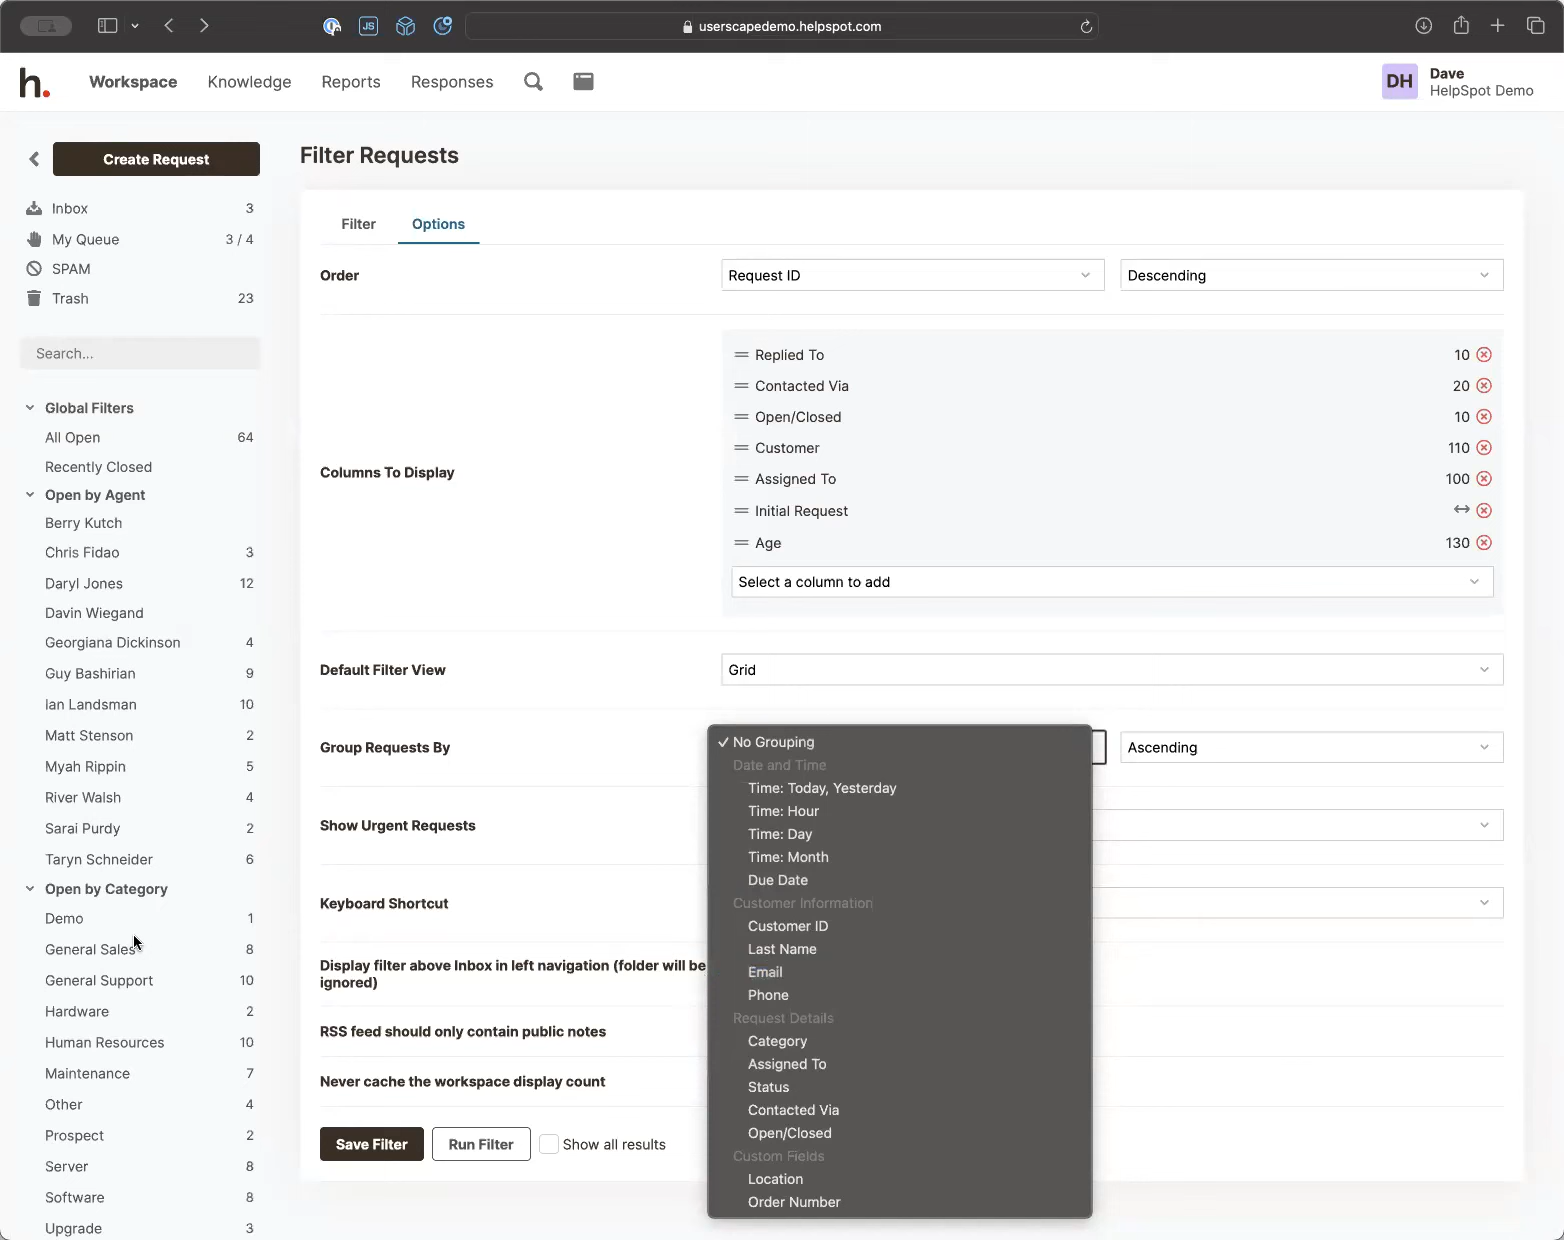 JS
userscapedemo.helpspot.com
h.
Workspace
Knowledge
Reports
Responses
DH
Dave
HelpSpot Demo
Create Request
Inbox 3
My Queue 3 / 4
SPAM
Trash 23
Search...
Global Filters
All Open 64
Recently Closed
Open by Agent
Berry Kutch
Chris Fidao 3
Daryl Jones 12
Davin Wiegand
Georgiana Dickinson 4
Guy Bashirian 9
Ian Landsman 10
Matt Stenson 2
Myah Rippin 5
River Walsh 4
Sarai Purdy 2
Taryn Schneider 6
Open by Category
Demo 1
General Sales 8
General Support 10
Hardware 2
Human Resources 10
Maintenance 7
Other 4
Prospect 2
Server 8
Software 8
Upgrade 3
Filter Requests
Filter Options
Order
Request ID
Descending
Columns To Display
Replied To 10
Contacted Via 20
Open/Closed 10
Customer 110
Assigned To 100
Initial Request
Age 130
Select a column to add
Default Filter View
Grid
Group Requests By
Ascending
No Grouping
Date and Time
Time: Today, Yesterday
Time: Hour
Time: Day
Time: Month
Due Date
Customer Information
Customer ID
Last Name
Email
Phone
Request Details
Category
Assigned To
Status
Contacted Via
Open/Closed
Custom Fields
Location
Order Number
Show Urgent Requests
Keyboard Shortcut
Display filter above Inbox in left navigation (folder will be
ignored)
RSS feed should only contain public notes
Never cache the workspace display count
Save Filter
Run Filter
Show all results